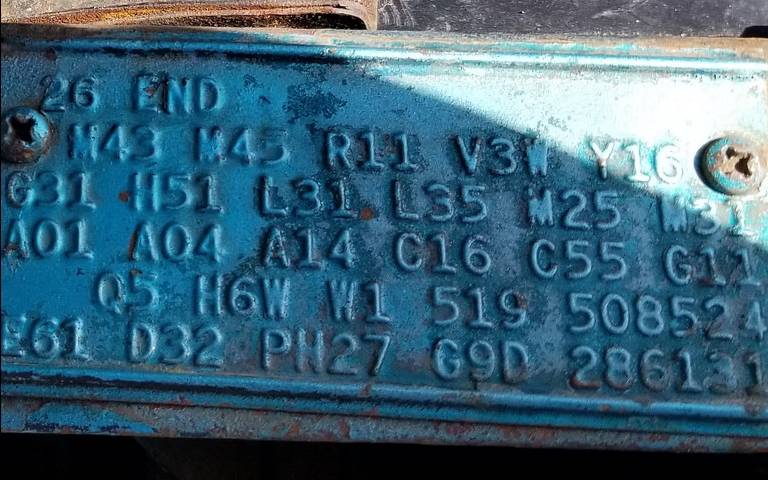 26 END
M43 M45 R11 V3W Y16
G31 H51 L31 L35 M25 M31
A01 A04 A14 C16 C55 G11
Q5 H6W W1 519 508524
E61 D32 PH27 G9D 286131